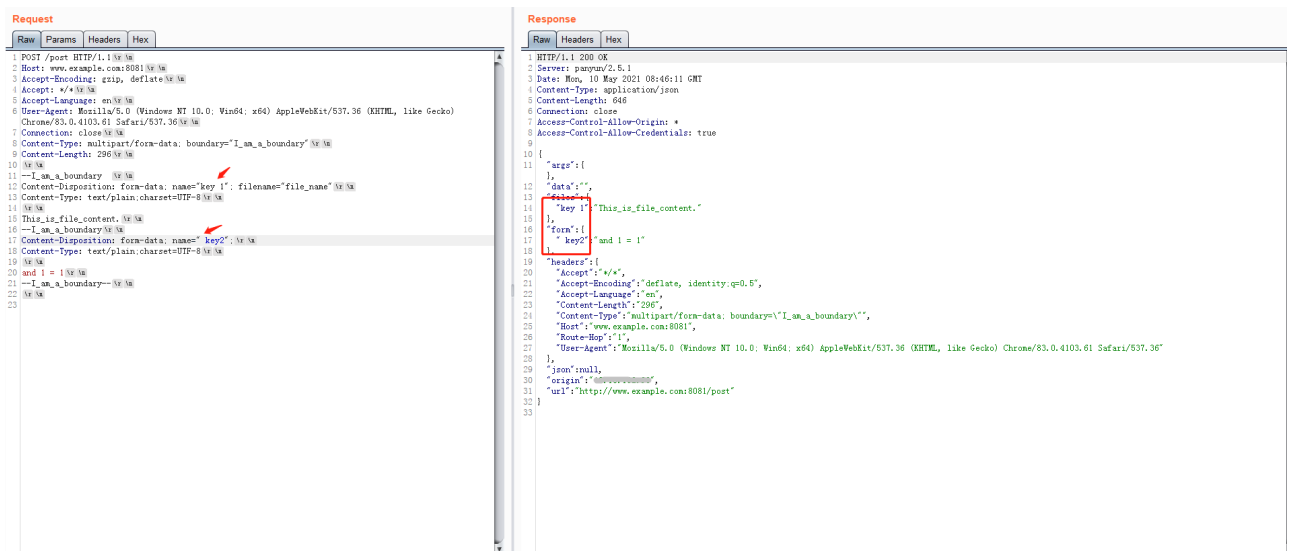 Request
Raw Params Headers Hex
1 POST /post HTTP/1.1 \r \n
2 Host: www.example.com:8081 \r \n
3 Accept-Encoding: gzip, deflate \r \n
4 Accept: */* \r \n
5 Accept-Language: en \r \n
6 User-Agent: Mozilla/5.0 (Windows NT 10.0; Win64; x64) AppleWebKit/537.36 (KHTML, like Gecko)
Chrome/83.0.4103.61 Safari/537.36 \r \n
7 Connection: close \r \n
8 Content-Type: multipart/form-data; boundary="I_am_a_boundary" \r \n
9 Content-Length: 296 \r \n
10 \r \n
11 --I_am_a_boundary \r \n
12 Content-Disposition: form-data; name="key 1"; filename="file_name" \r \n
13 Content-Type: text/plain;charset=UTF-8 \r \n
14 \r \n
15 This_is_file_content. \r \n
16 --I_am_a_boundary \r \n
17 Content-Disposition: form-data; name=" key2"; \r \n
18 Content-Type: text/plain;charset=UTF-8 \r \n
19 \r \n
20 and 1 = 1 \r \n
21 --I_am_a_boundary-- \r \n
22 \r \n
23
Response
Raw Headers Hex
1 HTTP/1.1 200 OK
2 Server: panyun/2.5.1
3 Date: Mon, 10 May 2021 08:46:11 GMT
4 Content-Type: application/json
5 Content-Length: 646
6 Connection: close
7 Access-Control-Allow-Origin: *
8 Access-Control-Allow-Credentials: true
9
10 {
11 "args":{
},
12 "data":"",
13 "files":{
14 "key 1":"This_is_file_content."
15 },
16 "form":{
17 " key2":"and 1 = 1"
18 },
19 "headers":{
20 "Accept":"*/*",
21 "Accept-Encoding":"deflate, identity;q=0.5",
22 "Accept-Language":"en",
23 "Content-Length":"296",
24 "Content-Type":"multipart/form-data; boundary=\"I_am_a_boundary\"",
25 "Host":"www.example.com:8081",
26 "Route-Hop":"1",
27 "User-Agent":"Mozilla/5.0 (Windows NT 10.0; Win64; x64) AppleWebKit/537.36 (KHTML, like Gecko) Chrome/83.0.4103.61 Safari/537.36"
28 },
29 "json":null,
30 "origin":" ",
31 "url":"http://www.example.com:8081/post"
32 }
33